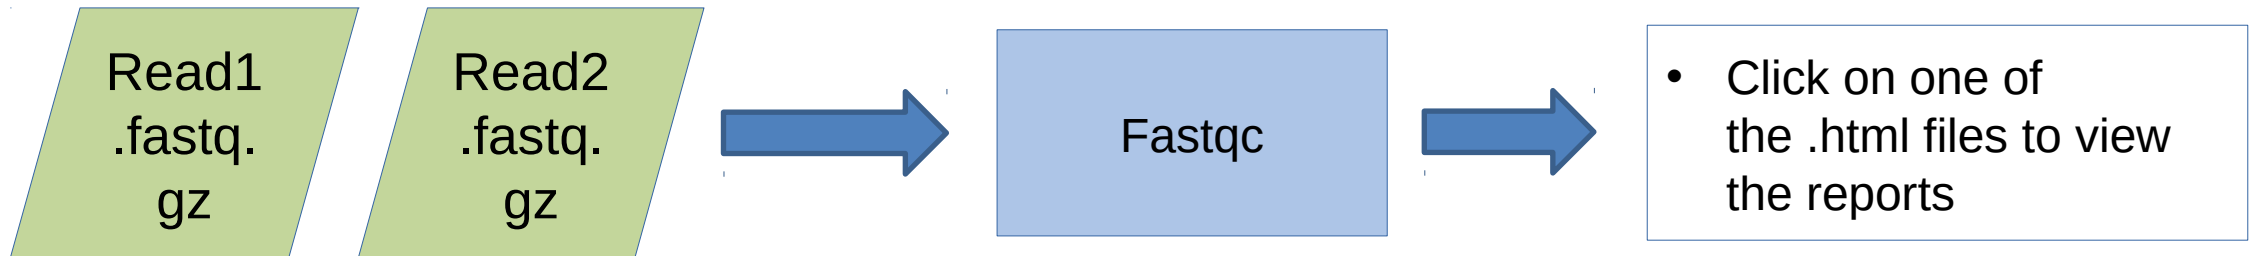 Read1
.fastq.
gz
Read2
.fastq.
gz
Fastqc
• Click on one of
the .html files to view
the reports